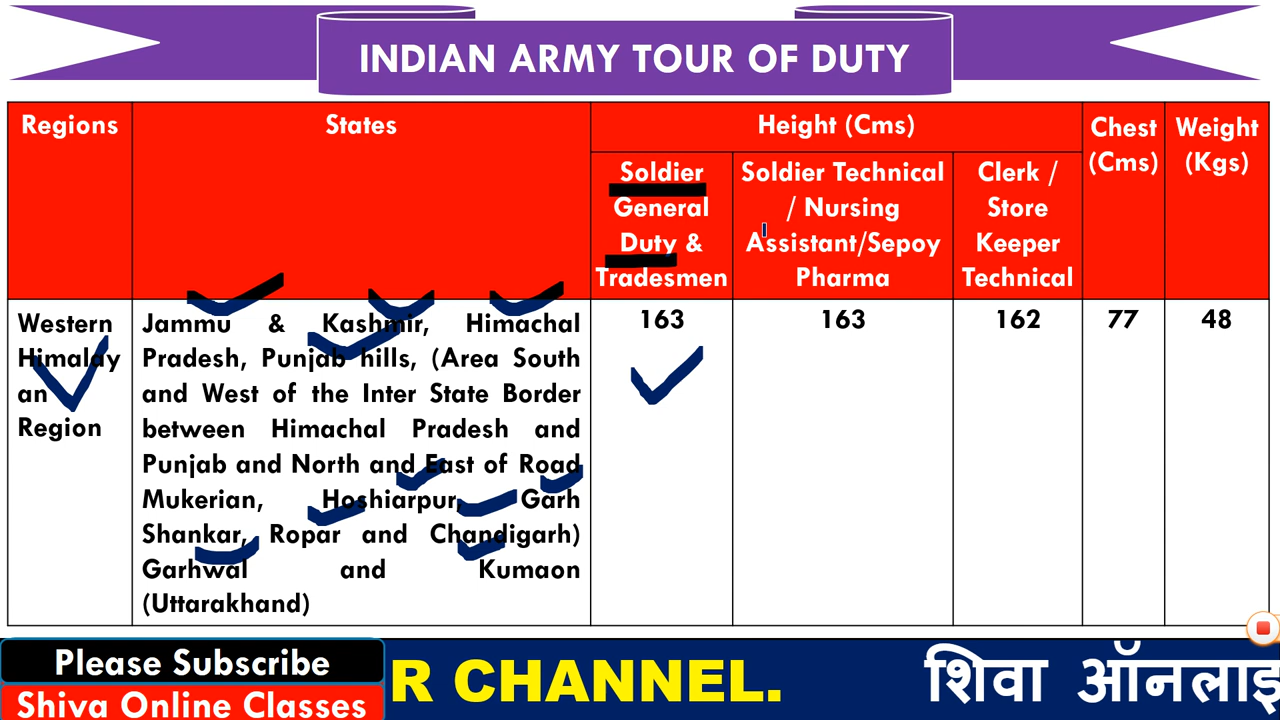 INDIAN ARMY TOUR OF DUTY
Regions
States
Height (Cms)
Chest
(Cms)
Weight
(Kgs)
Soldier
General
Duty &
Tradesmen
Soldier Technical
/ Nursing
Assistant/Sepoy
Pharma
Clerk /
Store
Keeper
Technical
Western
Himalay
an
Region
Jammu & Kashmir, Himachal
Pradesh, Punjab hills, (Area South
and West of the Inter State Border
between Himachal Pradesh and
Punjab and North and East of Road
Mukerian, Hoshiarpur, Garh
Shankar, Ropar and Chandigarh)
Garhwal and Kumaon
(Uttarakhand)
163
163
162
77
48
Please Subscribe
Shiva Online Classes
R CHANNEL.
शिवा ऑनलाइ